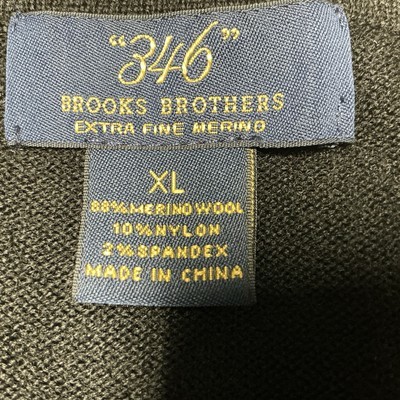 "346"
BROOKS BROTHERS
EXTRA FINE MERINO
XL
88% MERINO WOOL
10% NYLON
2% SPANDEX
MADE IN CHINA